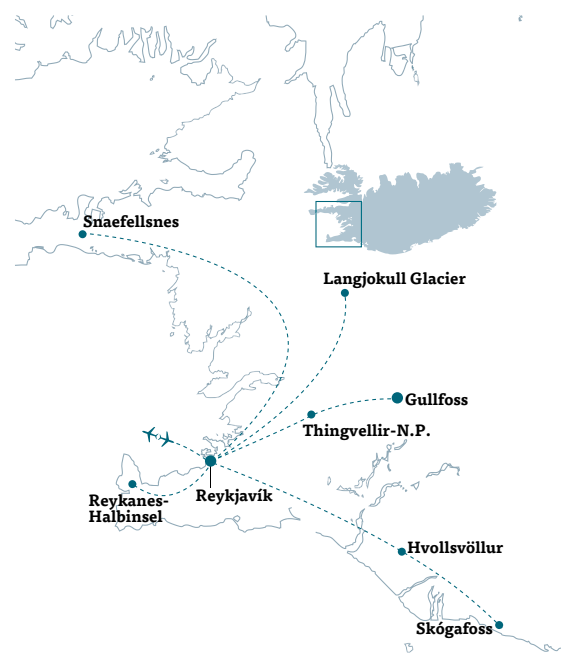 Snaefellsnes
Langjokull Glacier
Gullfoss
Thingvellir-N.P.
Reykjavík
Reykanes-
Halbinsel
Hvollsvöllur
Skógafoss